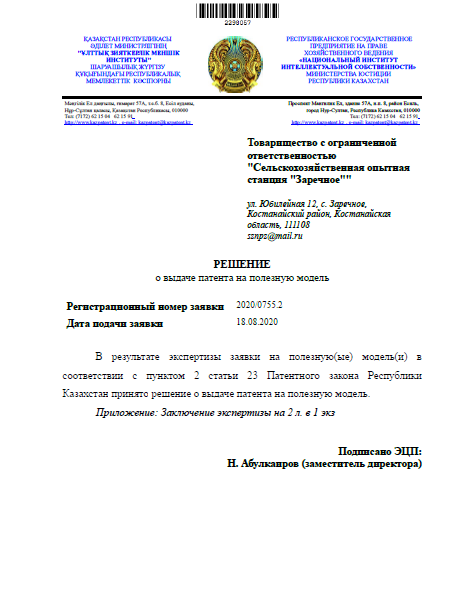 2298057
ҚАЗАҚСТАН РЕСПУБЛИКАСЫ
ӘДІЛЕТ МИНИСТРЛІГІНІҢ
"ҰЛТТЫҚ ЗИЯТКЕРЛІК МЕНШІК
ИНСТИТУТЫ"
ШАРУАШЫЛЫҚ ЖҮРГІЗУ
ҚҰҚЫҒЫНДАҒЫ РЕСПУБЛИКАЛЫҚ
МЕМЛЕКЕТТІК КӘСІПОРНЫ
РЕСПУБЛИКАНСКОЕ ГОСУДАРСТВЕННОЕ
ПРЕДПРИЯТИЕ НА ПРАВЕ
ХОЗЯЙСТВЕННОГО ВЕДЕНИЯ
«НАЦИОНАЛЬНЫЙ ИНСТИТУТ
ИНТЕЛЛЕКТУАЛЬНОЙ СОБСТВЕННОСТИ»
МИНИСТЕРСТВА ЮСТИЦИИ
РЕСПУБЛИКИ КАЗАХСТАН
Мәңгілік Ел даңғылы, ғимарат 57А, т.е.б. 8, Есіл ауданы,
Нұр-Сұлтан қаласы, Қазақстан Республикасы, 010000
Тел: (7172) 62 15 04 62 15 91,
http://www.kazpatent.kz , e-mail: kazpatent@kazpatent.kz
Проспект Мангилик Ел, здание 57А, н.п. 8, район Есиль,
город Нур-Султан, Республика Казахстан, 010000
Тел: (7172) 62 15 04 62 15 91,
http://www.kazpatent.kz , e-mail: kazpatent@kazpatent.kz
Товарищество с ограниченной
ответственностью
"Сельскохозяйственная опытная
станция "Заречное""
ул. Юбилейная 12, с. Заречное,
Костанайский район, Костанайская
область, 111108
sznpz@mail.ru
РЕШЕНИЕ
о выдаче патента на полезную модель
Регистрационный номер заявки 2020/0755.2
Дата подачи заявки 18.08.2020
В результате экспертизы заявки на полезную(ые) модель(и) в
соответствии с пунктом 2 статьи 23 Патентного закона Республики
Казахстан принято решение о выдаче патента на полезную модель.
Приложение: Заключение экспертизы на 2 л. в 1 экз
Подписано ЭЦП:
Н. Абулкаиров (заместитель директора)